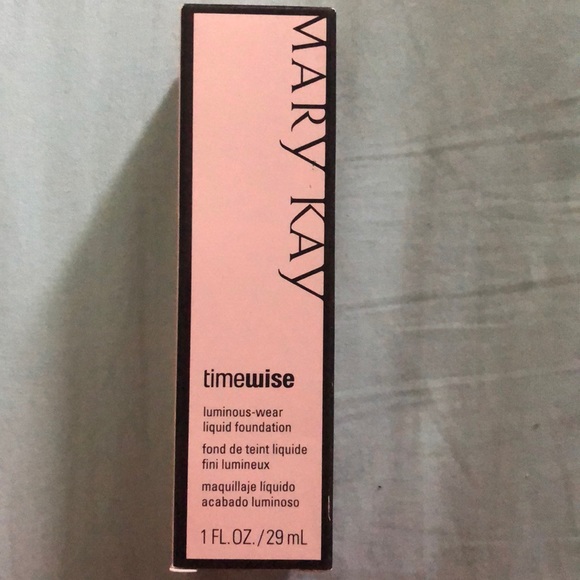 MARY KAY
timewise
luminous-wear
liquid foundation
fond de teint liquide
fini lumineux
maquillaje líquido
acabado luminoso
1 FL.OZ./29 mL